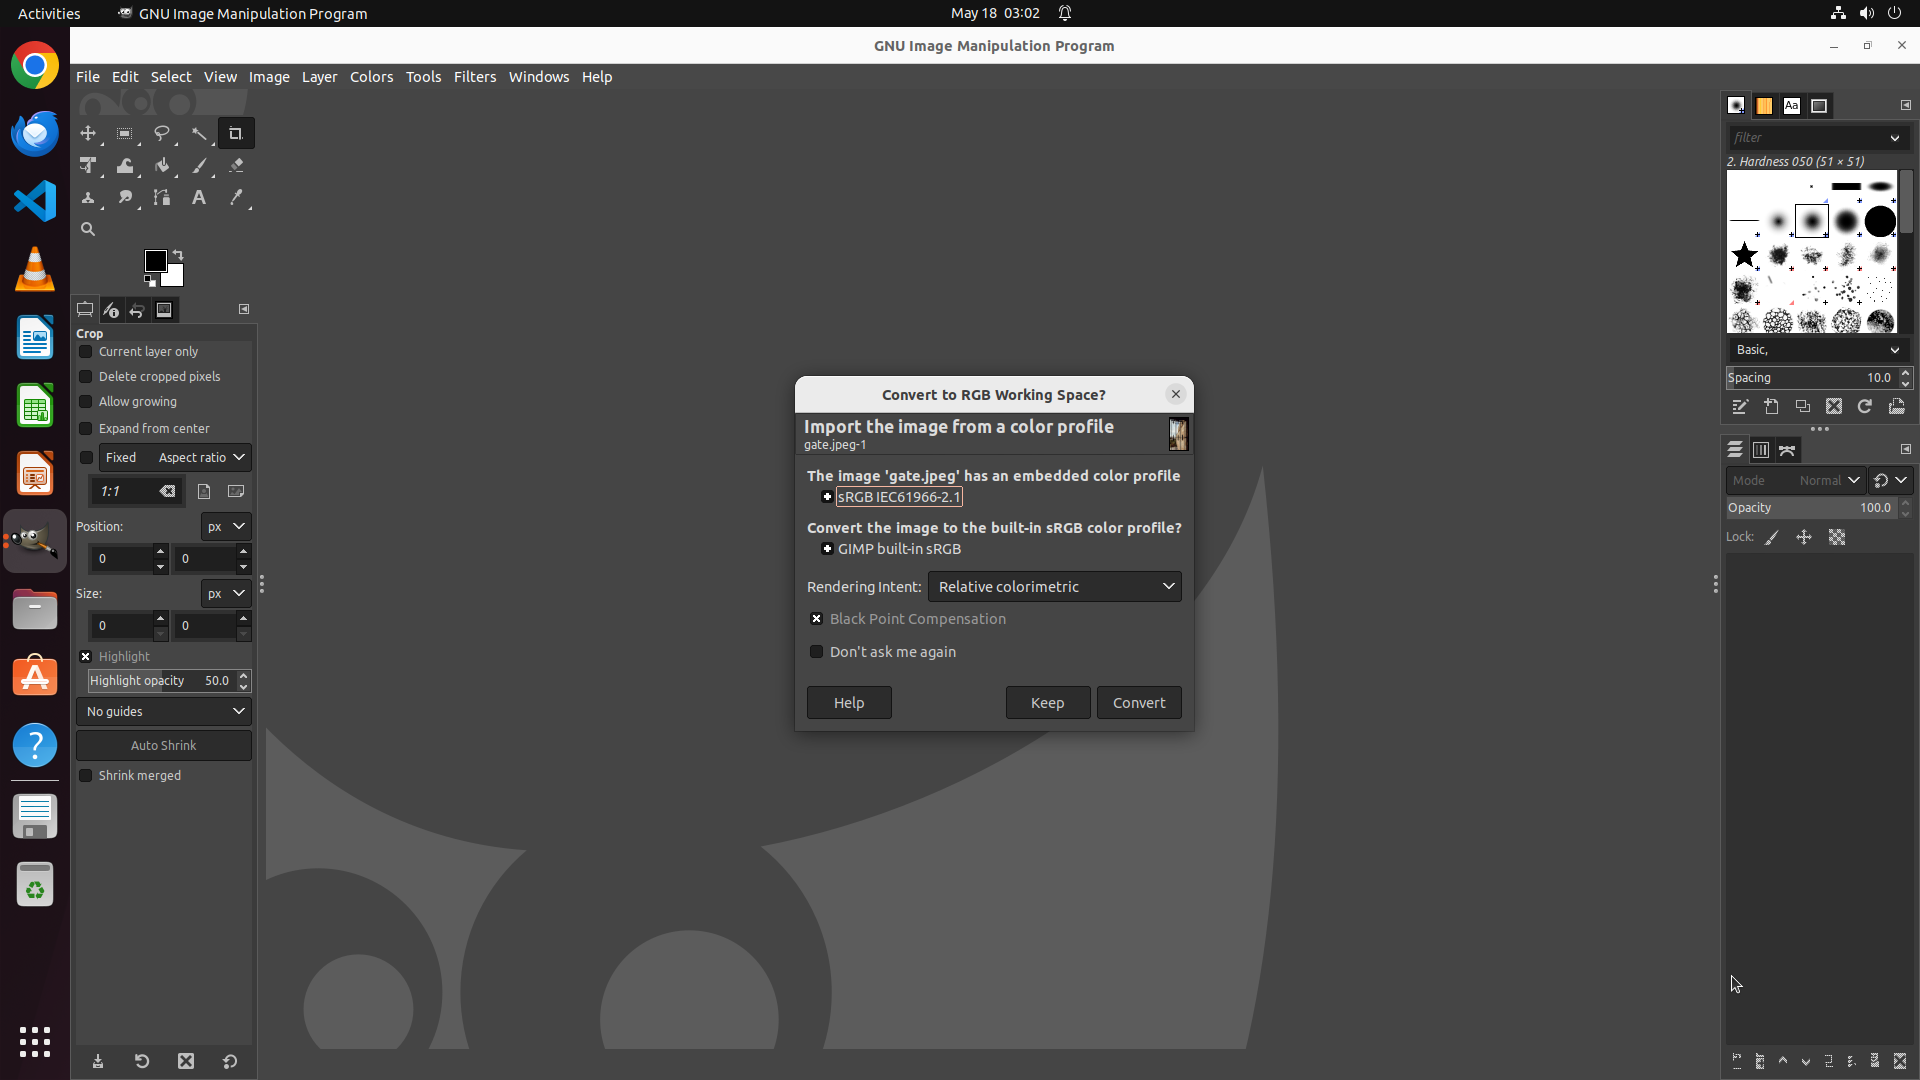 Activities
GNU Image Manipulation Program
May 18 03:02
GNU Image Manipulation Program
File Edit Select View Image Layer Colors Tools Filters Windows Help
Crop
Current layer only
Delete cropped pixels
Allow growing
Expand from center
Fixed Aspect ratio
1:1
Position: px
0 0
Size: px
0 0
Highlight
Highlight opacity 50.0
No guides
Auto Shrink
Shrink merged
Convert to RGB Working Space?
Import the image from a color profile
gate.jpeg-1
The image 'gate.jpeg' has an embedded color profile
sRGB IEC61966-2.1
Convert the image to the built-in sRGB color profile?
GIMP built-in sRGB
Rendering Intent: Relative colorimetric
Black Point Compensation
Don't ask me again
Help Keep Convert
Aa
filter
2. Hardness 050 (51 × 51)
Basic,
Spacing 10.0
Mode Normal
Opacity 100.0
Lock: